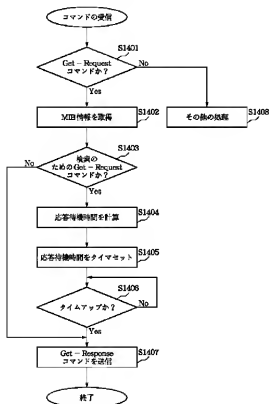 コマンドの受信
S1401
Get－Request
コマンドか？
No
Yes
S1402
MIB情報を取得
S1408
その他の処理
S1403
検索の
ためのGet－Request
コマンドか？
No
Yes
S1404
応答待機時間を計算
S1405
応答待機時間をタイマセット
S1406
タイムアップか？
No
Yes
S1407
Get－Response
コマンドを送信
終了